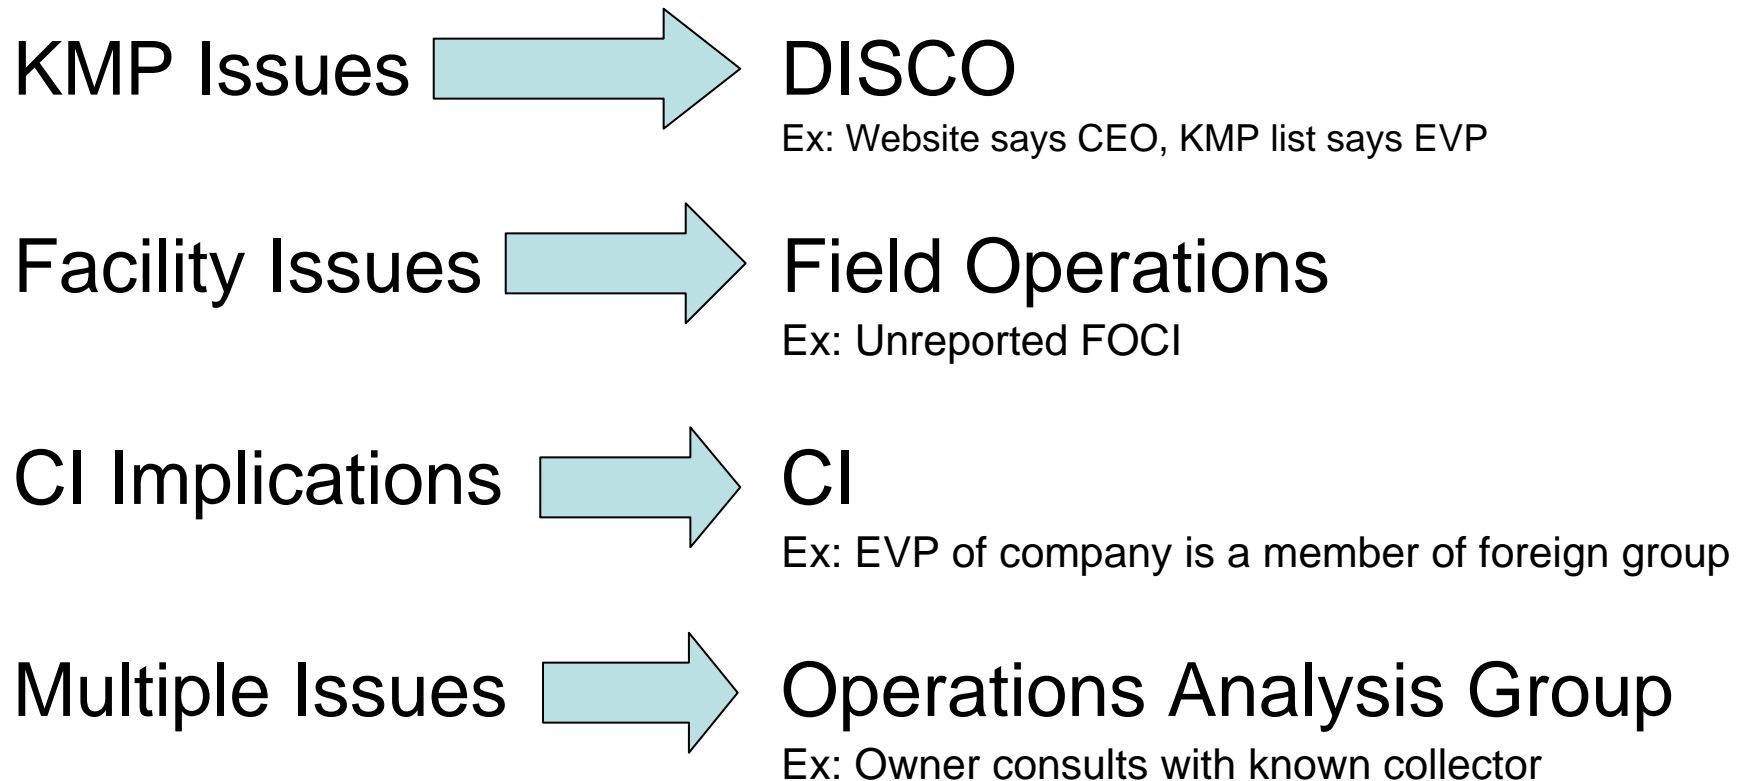 KMP Issues DISCO
Ex: Website says CEO, KMP list says EVP
Facility Issues Field Operations
Ex: Unreported FOCI
CI Implications CI
Ex: EVP of company is a member of foreign group
Multiple Issues Operations Analysis Group
Ex: Owner consults with known collector